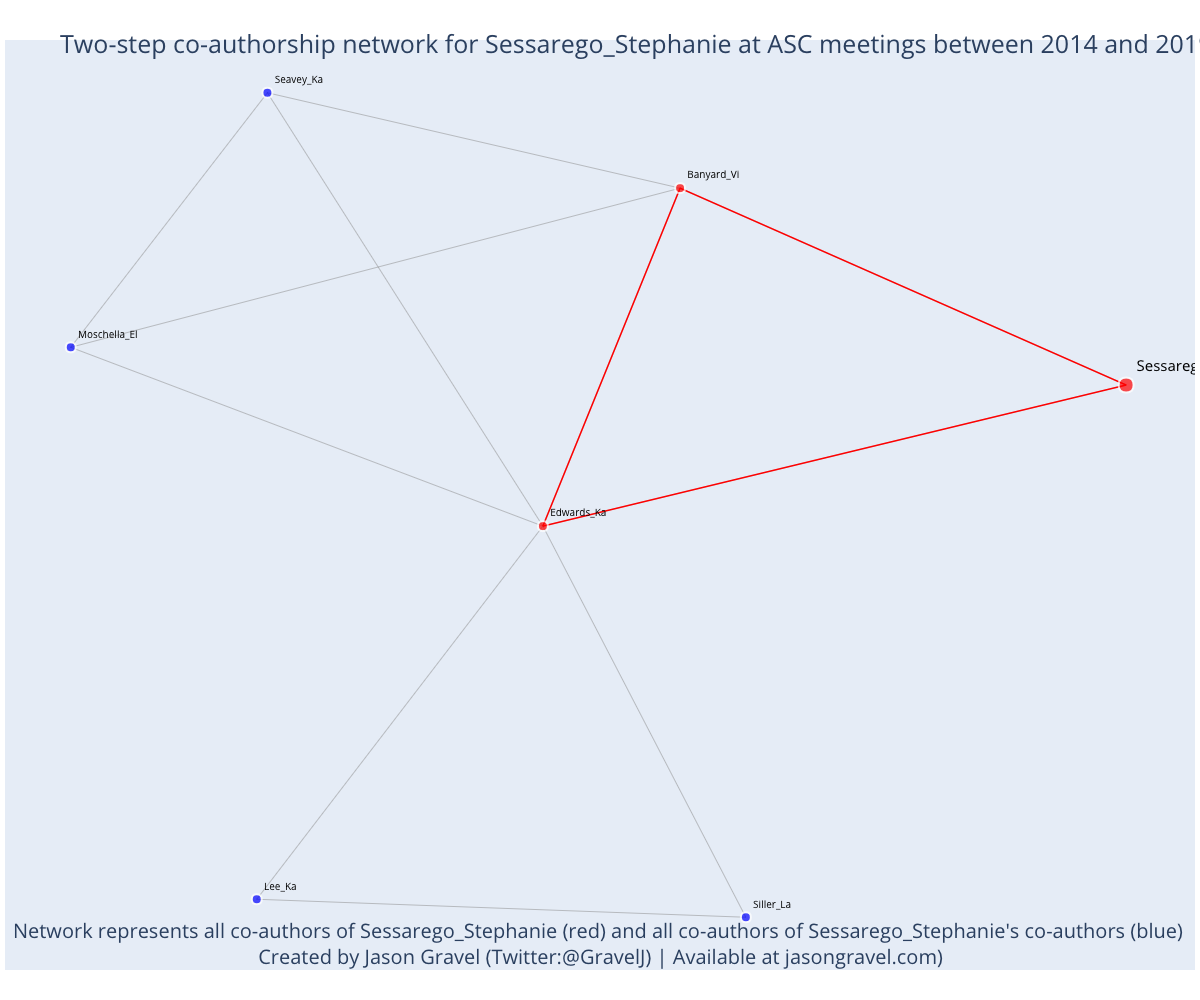 Two-step co-authorship network for Sessarego_Stephanie at ASC meetings between 2014 and 2019
Seavey_Ka
Banyard_Vi
Moschella_El
Sessareg
Edwards_Ka
Lee_Ka
Siller_La
Network represents all co-authors of Sessarego_Stephanie (red) and all co-authors of Sessarego_Stephanie's co-authors (blue)
Created by Jason Gravel (Twitter:@GravelJ) | Available at jasongravel.com)